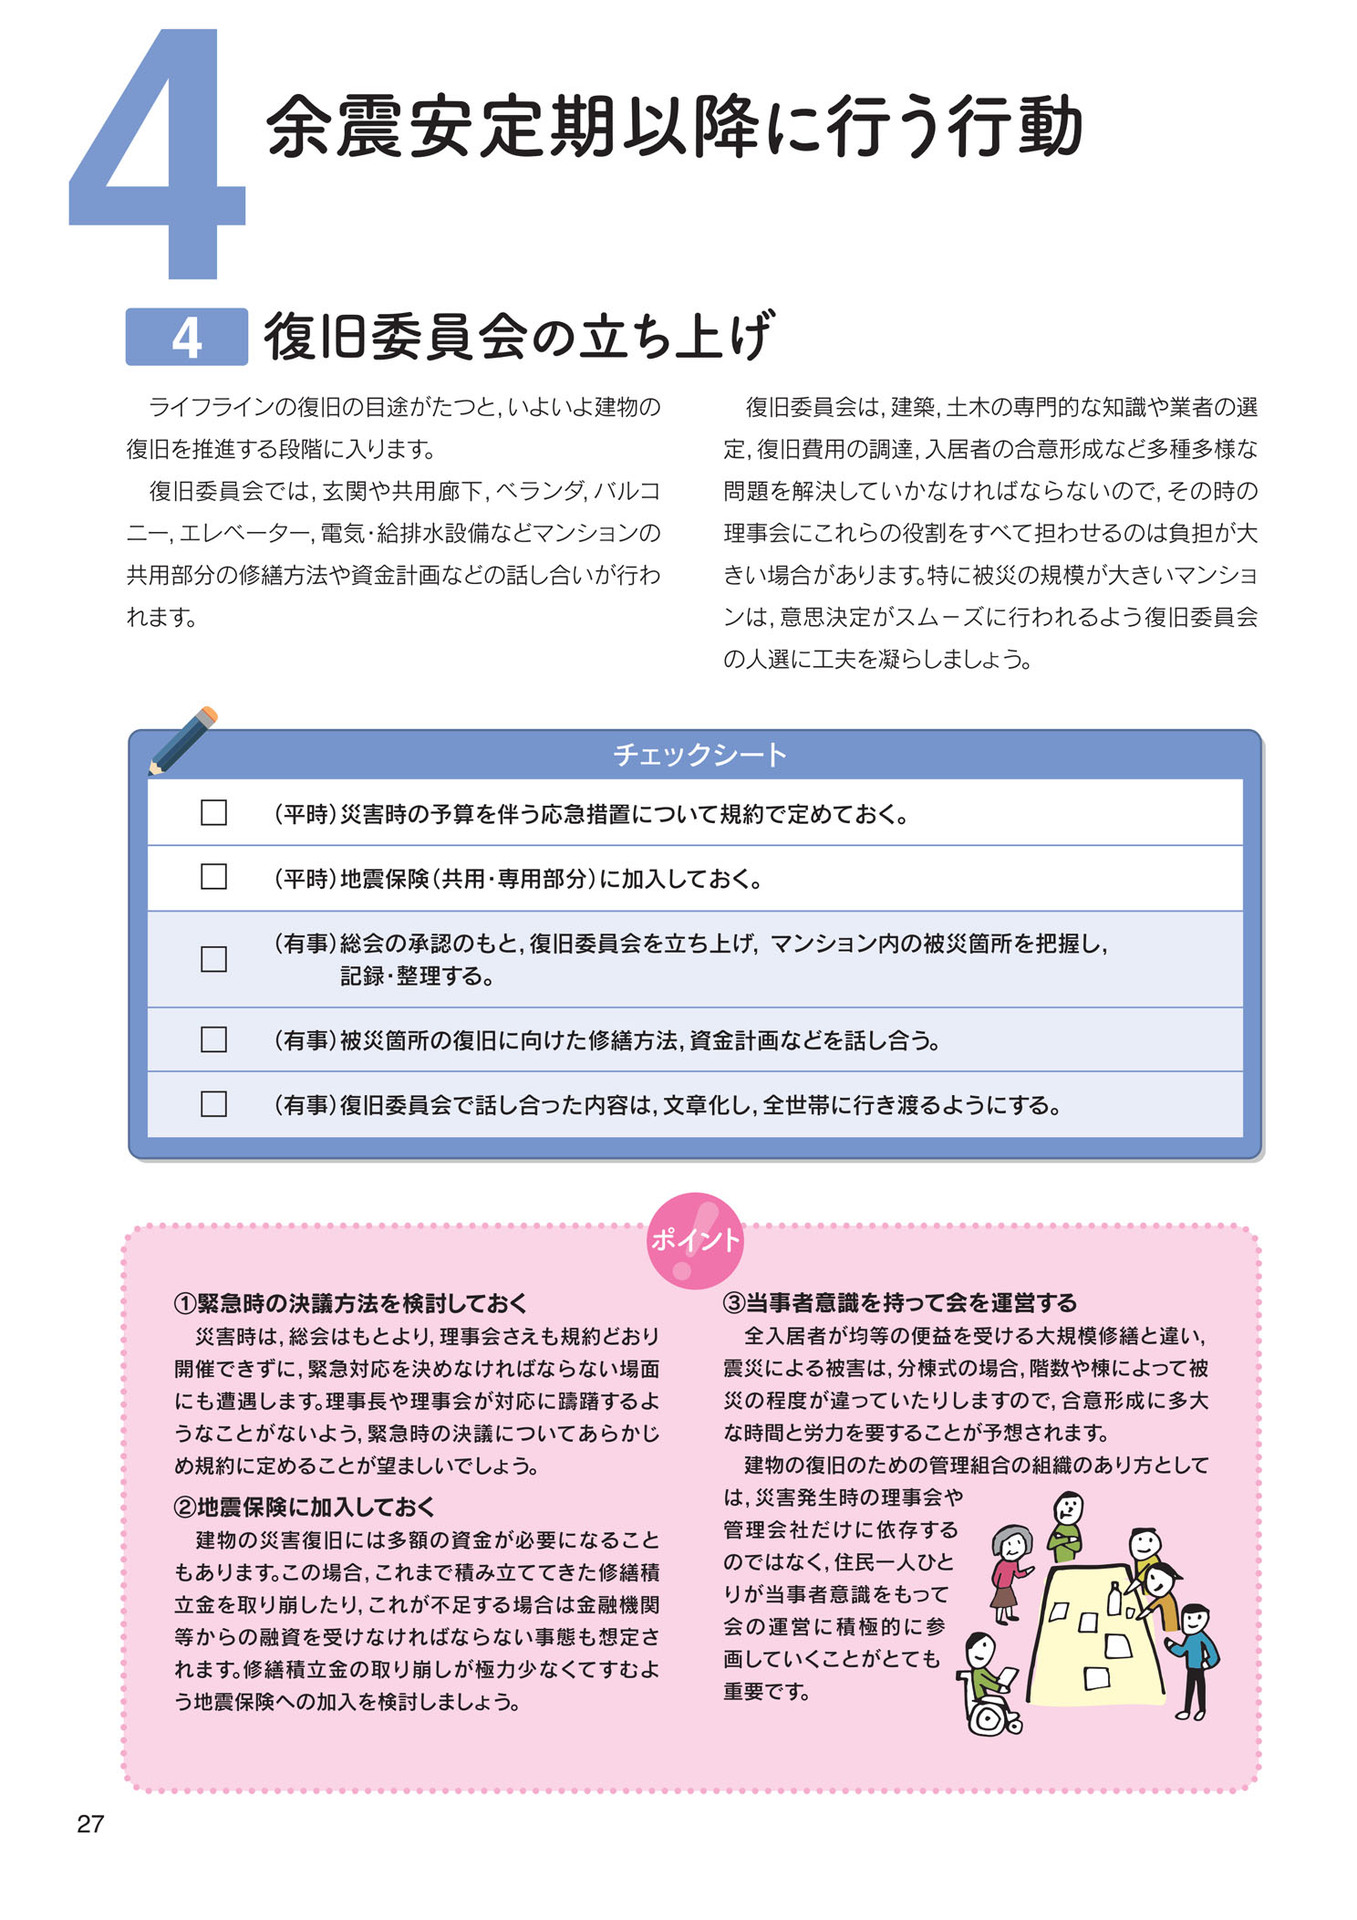 4
余震安定期以降に行う行動
4
復旧委員会の立ち上げ
ライフラインの復旧の目途がたつと,いよいよ建物の
復旧を推進する段階に入ります。
復旧委員会では,玄関や共用廊下,ベランダ,バルコ
ニー,エレベーター,電気・給排水設備などマンションの
共用部分の修繕方法や資金計画などの話し合いが行わ
れます。
復旧委員会は,建築,土木の専門的な知識や業者の選
定,復旧費用の調達,入居者の合意形成など多種多様な
問題を解決していかなければならないので,その時の
理事会にこれらの役割をすべて担わせるのは負担が大
きい場合があります。特に被災の規模が大きいマンショ
ンは,意思決定がスムーズに行われるよう復旧委員会
の人選に工夫を凝らしましょう。
チェックシート
□ (平時)災害時の予算を伴う応急措置について規約で定めておく。
□ (平時)地震保険(共用・専用部分)に加入しておく。
□ (有事)総会の承認のもと,復旧委員会を立ち上げ, マンション内の被災箇所を把握し,
記録・整理する。
□ (有事)被災箇所の復旧に向けた修繕方法,資金計画などを話し合う。
□ (有事)復旧委員会で話し合った内容は,文章化し,全世帯に行き渡るようにする。
ポイント
①緊急時の決議方法を検討しておく
災害時は,総会はもとより,理事会さえも規約どおり
開催できずに,緊急対応を決めなければならない場面
にも遭遇します。理事長や理事会が対応に躊躇するよ
うなことがないよう,緊急時の決議についてあらかじ
め規約に定めることが望ましいでしょう。
②地震保険に加入しておく
建物の災害復旧には多額の資金が必要になること
もあります。この場合,これまで積み立ててきた修繕積
立金を取り崩したり,これが不足する場合は金融機関
等からの融資を受けなければならない事態も想定さ
れます。修繕積立金の取り崩しが極力少なくてすむよ
う地震保険への加入を検討しましょう。
③当事者意識を持って会を運営する
全入居者が均等の便益を受ける大規模修繕と違い,
震災による被害は,分棟式の場合,階数や棟によって被
災の程度が違っていたりしますので,合意形成に多大
な時間と労力を要することが予想されます。
建物の復旧のための管理組合の組織のあり方として
は,災害発生時の理事会や
管理会社だけに依存する
のではなく,住民一人ひと
りが当事者意識をもって
会の運営に積極的に参
画していくことがとても
重要です。
27